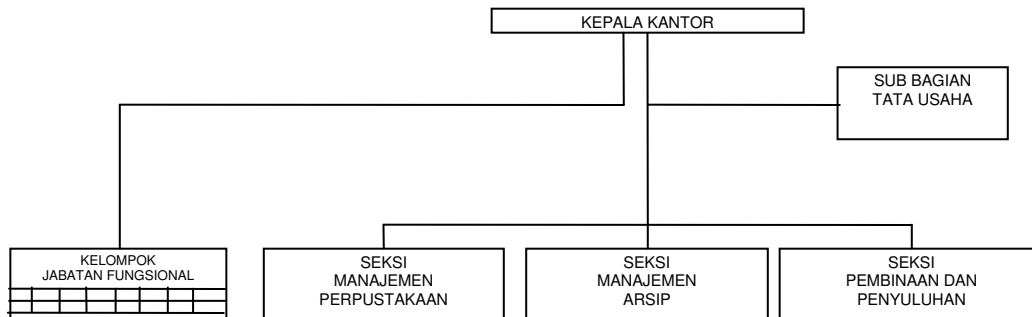 KEPALA KANTOR
SUB BAGIAN
TATA USAHA
KELOMPOK
JABATAN FUNGSIONAL
SEKSI
MANAJEMEN
PERPUSTAKAAN
SEKSI
MANAJEMEN
ARSIP
SEKSI
PEMBINAAN DAN
PENYULUHAN